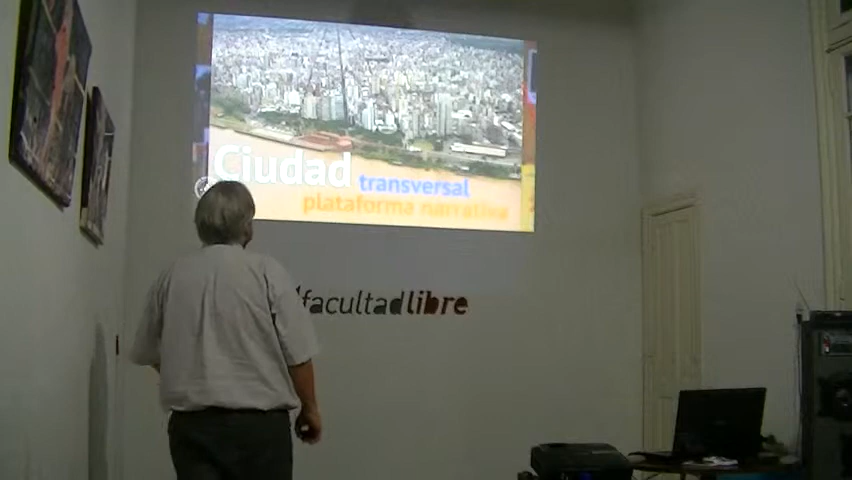 Ciudad
transversal
plataforma narrativa
facultadlibre